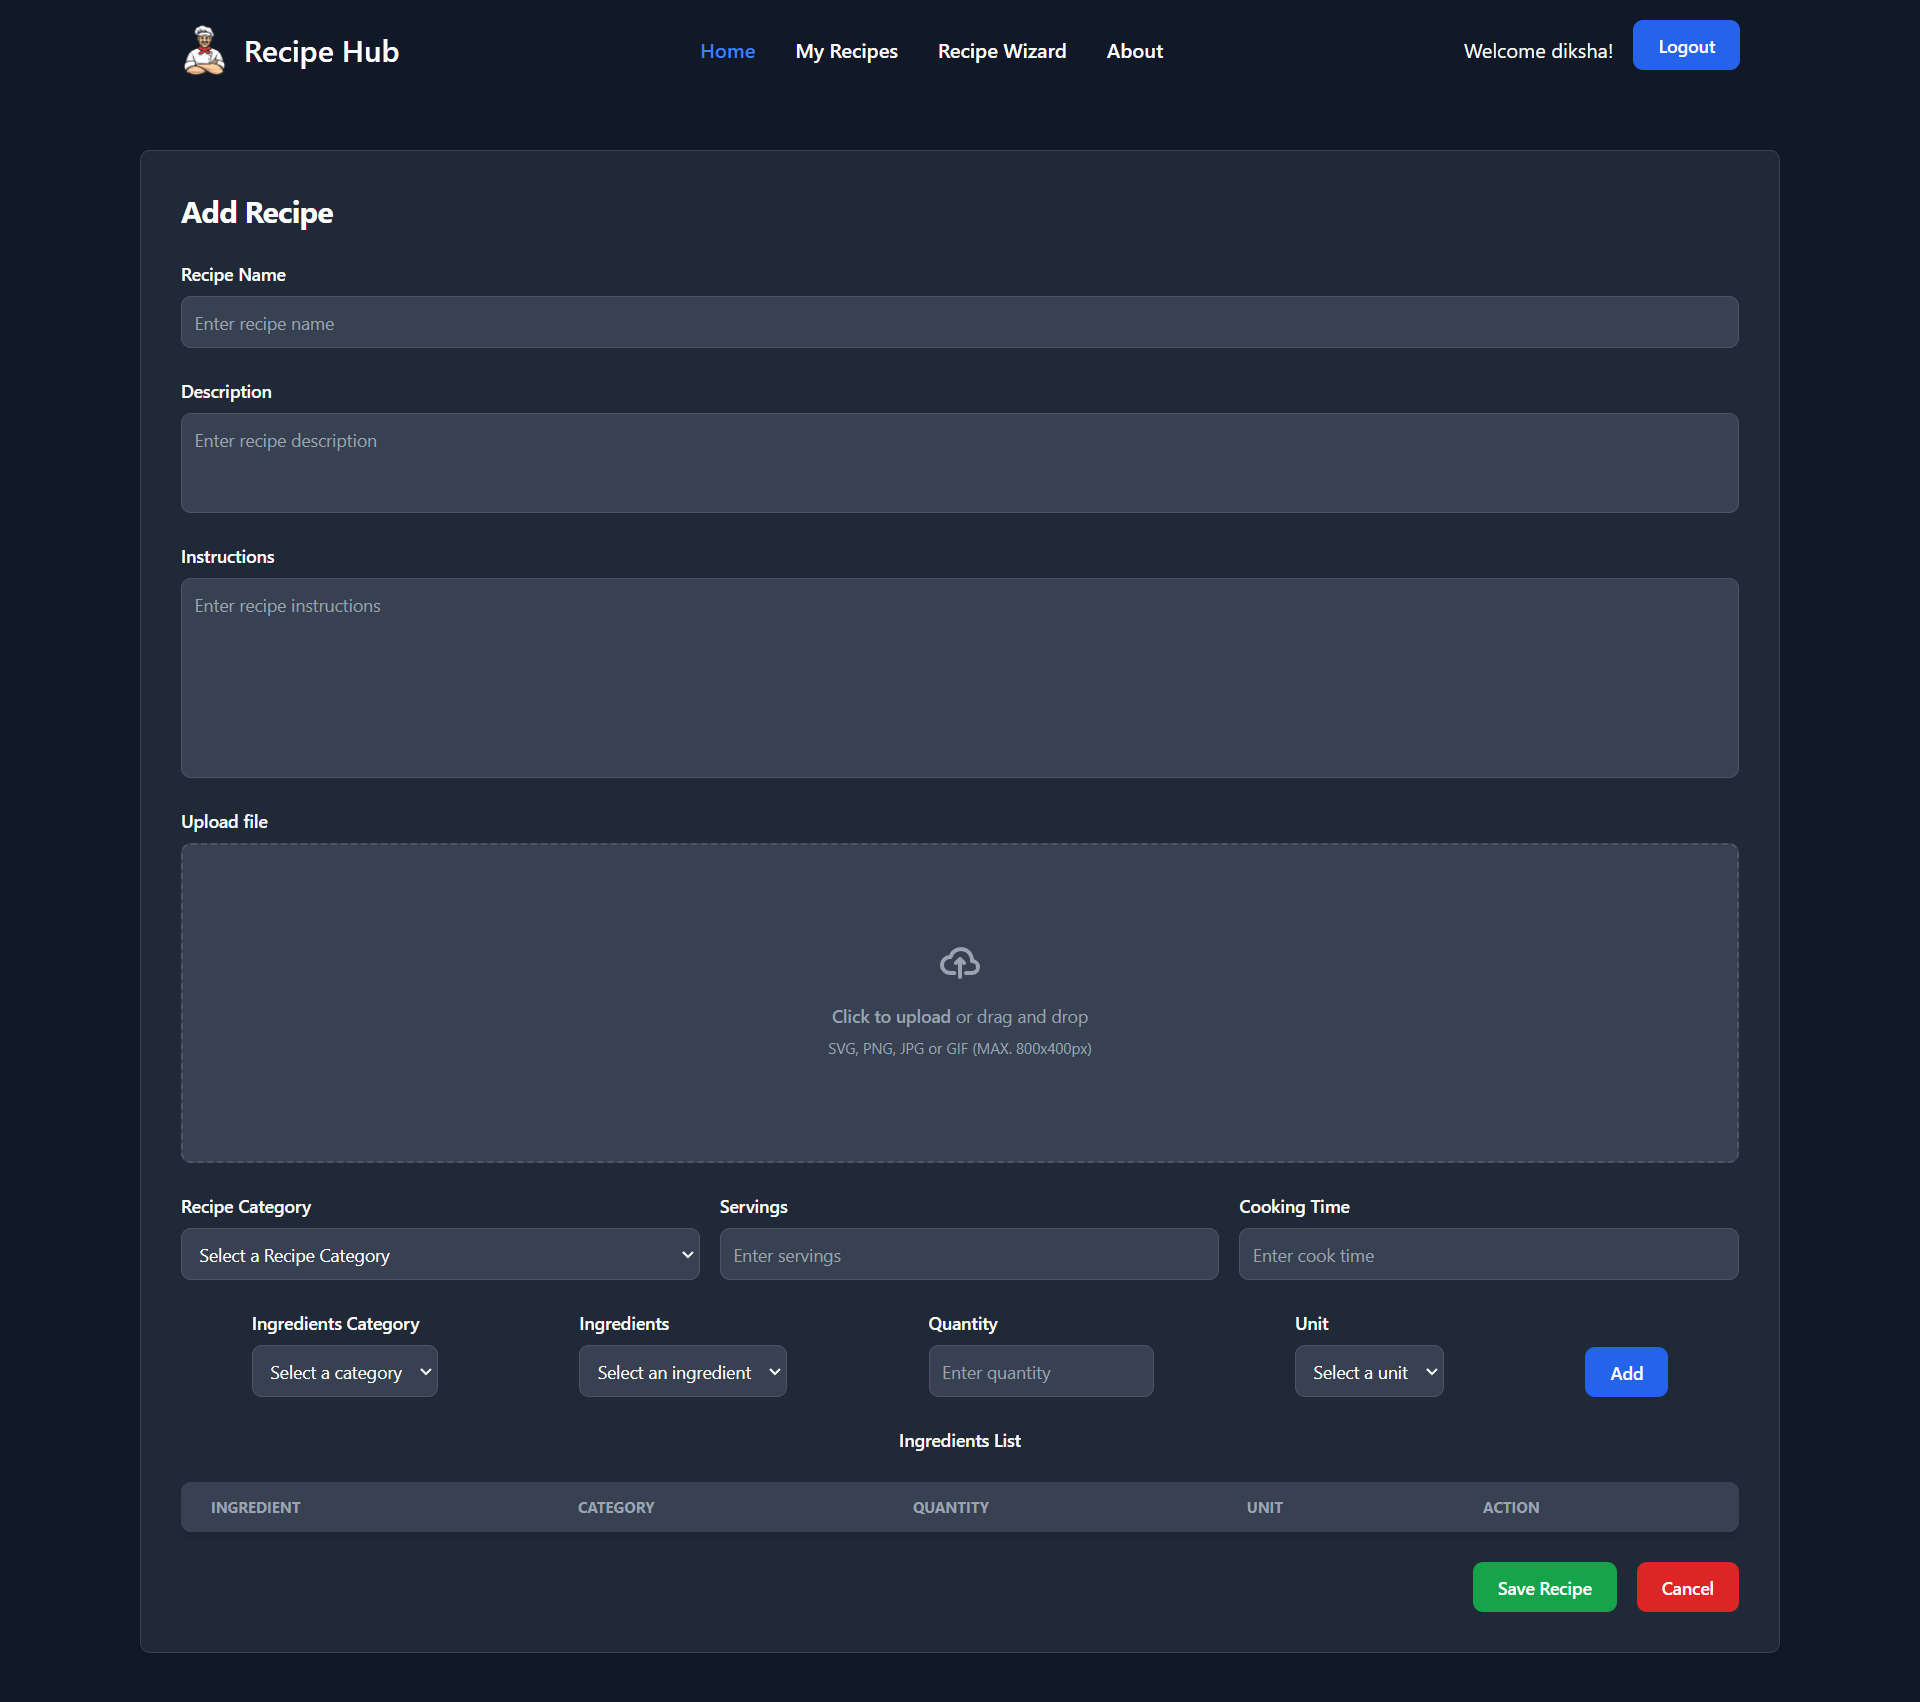 Recipe Hub
Home My Recipes Recipe Wizard About
Welcome diksha! Logout
Add Recipe
Recipe Name
Enter recipe name
Description
Enter recipe description
Instructions
Enter recipe instructions
Upload file
Click to upload or drag and drop
SVG, PNG, JPG or GIF (MAX. 800x400px)
Recipe Category Servings Cooking Time
Select a Recipe Category Enter servings Enter cook time
Ingredients Category Ingredients Quantity Unit
Select a category Select an ingredient Enter quantity Select a unit Add
Ingredients List
INGREDIENT CATEGORY QUANTITY UNIT ACTION
Save Recipe Cancel